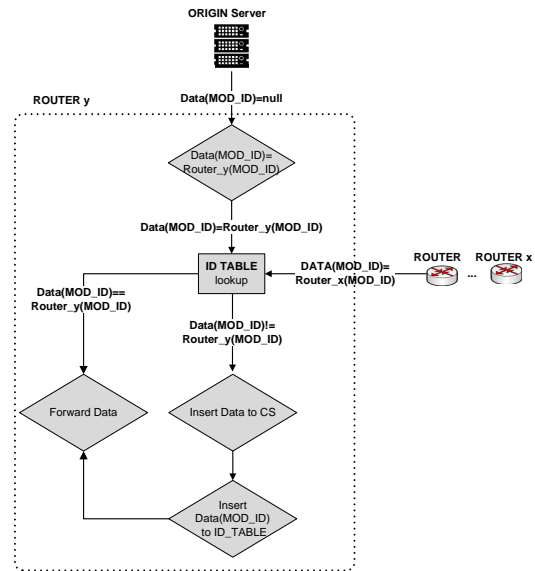 ORIGIN Server
Data(MOD_ID)=null
ROUTER y
Data(MOD_ID)=
Router_y(MOD_ID)
Data(MOD_ID)=Router_y(MOD_ID)
ID TABLE
lookup
DATA(MOD_ID)=
Router_x(MOD_ID)
ROUTER
...
ROUTER x
Data(MOD_ID)==
Router_y(MOD_ID)
Data(MOD_ID)!=
Router_y(MOD_ID)
Forward Data
Insert Data to CS
Insert
Data(MOD_ID)
to ID_TABLE